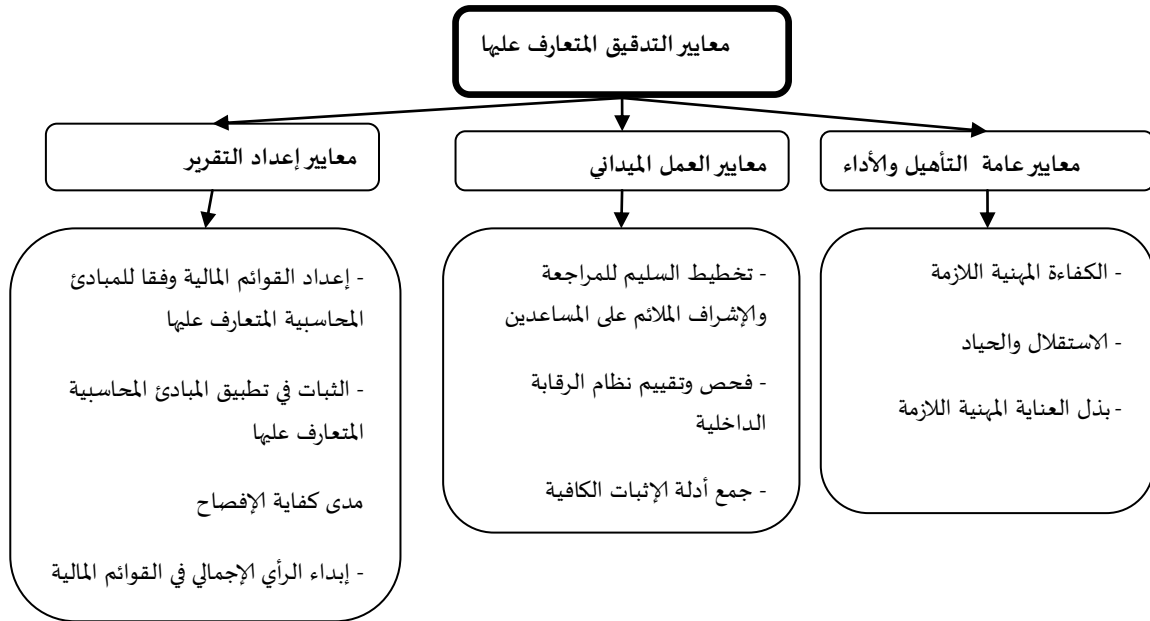 معايير التدقيق المتعارف عليها
معايير عامة التأهيل والأداء
معايير العمل الميداني
معايير إعداد التقرير
- الكفاءة المهنية اللازمة
- الاستقلال والحياد
- بذل العناية المهنية اللازمة
- تخطيط السليم للمراجعة
والإشراف الملائم على المساعدين
- فحص وتقييم نظام الرقابة
الداخلية
- جمع أدلة الإثبات الكافية
- إعداد القوائم المالية وفقا للمبادئ
المحاسبية المتعارف عليها
- الثبات في تطبيق المبادئ المحاسبية
المتعارف عليها
مدى كفاية الإفصاح
- إبداء الرأي الإجمالي في القوائم المالية